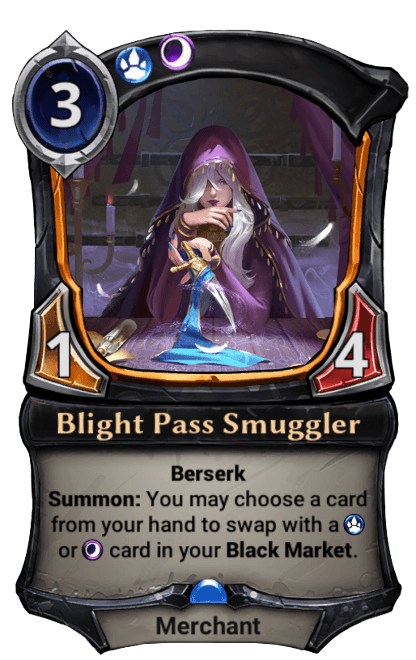 3
1
4
Blight Pass Smuggler
Berserk
Summon: You may choose a card
from your hand to swap with a
or card in your Black Market.
Merchant